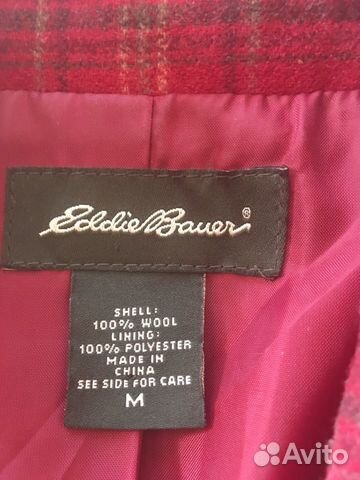 Eddie Bauer®
SHELL:
100% WOOL
LINING:
100% POLYESTER
MADE IN
CHINA
SEE SIDE FOR CARE
M
Avito